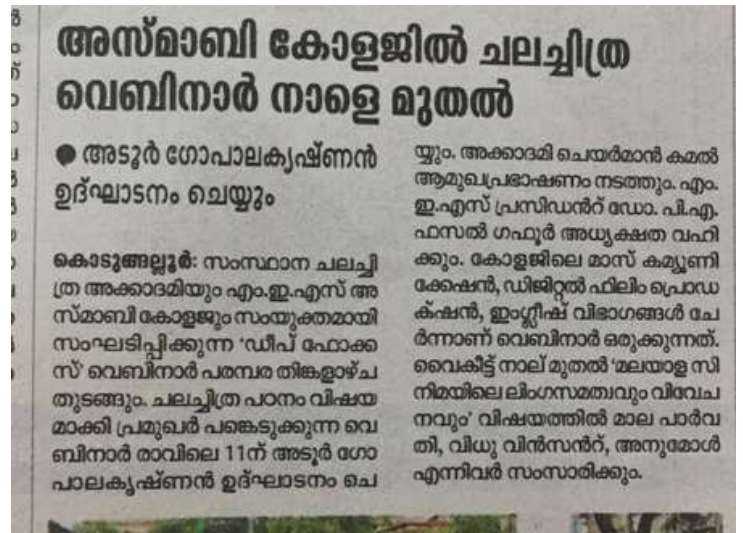 അസ്മാബി കോളജിൽ ചലച്ചിത്ര
വെബിനാർ നാളെ മുതൽ
● അടൂർ ഗോപാലകൃഷ്ണൻ
ഉദ്ഘാടനം ചെയ്യും
കൊടുങ്ങല്ലൂർ: സംസ്ഥാന ചലച്ചി
ത്ര അക്കാദമിയും എം.ഇ.എസ് അ
സ്മാബി കോളജും സംയുക്തമായി
സംഘടിപ്പിക്കുന്ന ‘ഡീപ് ഫോക്ക
സ്’ വെബിനാർ പരമ്പര തിങ്കളാഴ്ച
തുടങ്ങും. ചലച്ചിത്ര പഠനം വിഷയ
മാക്കി പ്രമുഖർ പങ്കെടുക്കുന്ന വെ
ബിനാർ രാവിലെ 11ന് അടൂർ ഗോ
പാലകൃഷ്ണൻ ഉദ്ഘാടനം ചെ
യ്യും. അക്കാദമി ചെയർമാൻ കമൽ
ആമുഖപ്രഭാഷണം നടത്തും. എം.
ഇ.എസ് പ്രസിഡൻറ് ഡോ. പി.എ.
ഫസൽ ഗഫൂർ അധ്യക്ഷത വഹി
ക്കും. കോളജിലെ മാസ് കമ്യൂണി
ക്കേഷൻ, ഡിജിറ്റൽ ഫിലിം പ്രൊഡ
ക്ഷൻ, ഇംഗ്ലീഷ് വിഭാഗങ്ങൾ ചേ
ർന്നാണ് വെബിനാർ ഒരുക്കുന്നത്.
വൈകീട്ട് നാല് മുതൽ ‘മലയാള സി
നിമയിലെ ലിംഗസമത്വവും വിവേച
നവും’ വിഷയത്തിൽ മാല പാർവ
തി, വിധു വിൻസൻറ്, അനുമോൾ
എന്നിവർ സംസാരിക്കും.